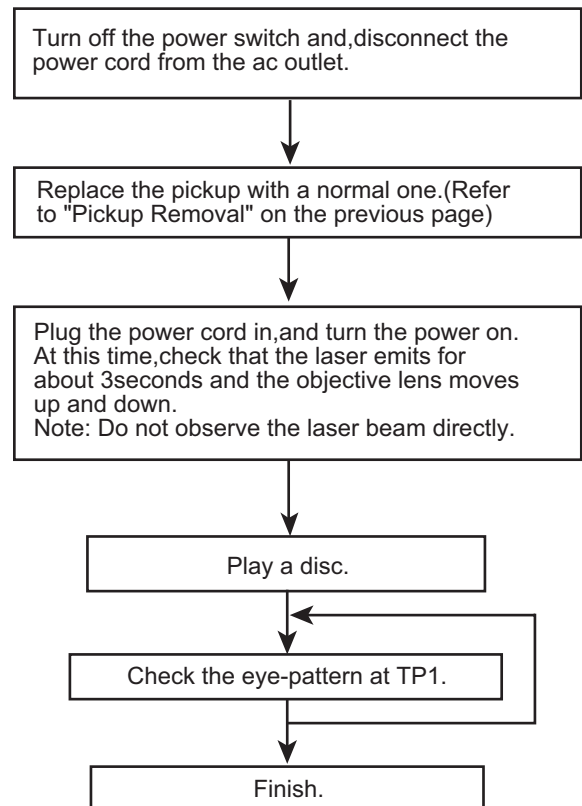 Turn off the power switch and,disconnect the
power cord from the ac outlet.
Replace the pickup with a normal one.(Refer
to "Pickup Removal" on the previous page)
Plug the power cord in,and turn the power on.
At this time,check that the laser emits for
about 3seconds and the objective lens moves
up and down.
Note: Do not observe the laser beam directly.
Play a disc.
Check the eye-pattern at TP1.
Finish.